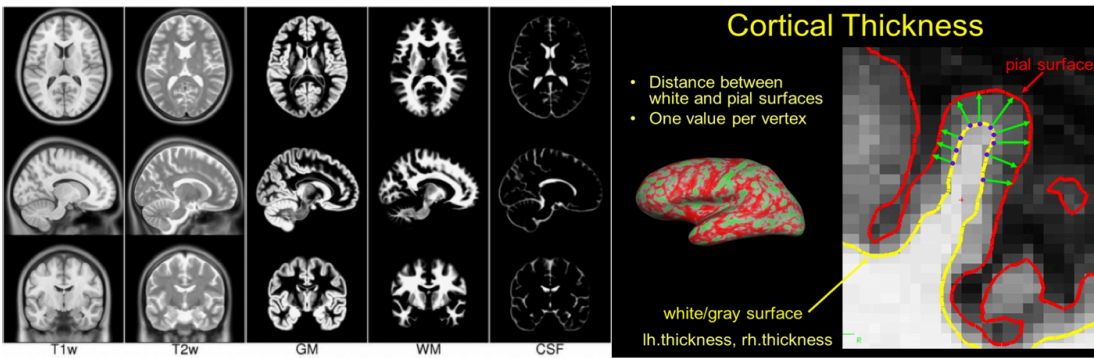 T1w
T2w
GM
WM
CSF
Cortical Thickness
• Distance between
white and pial surfaces
• One value per vertex
pial surface
white/gray surface
lh.thickness, rh.thickness
R